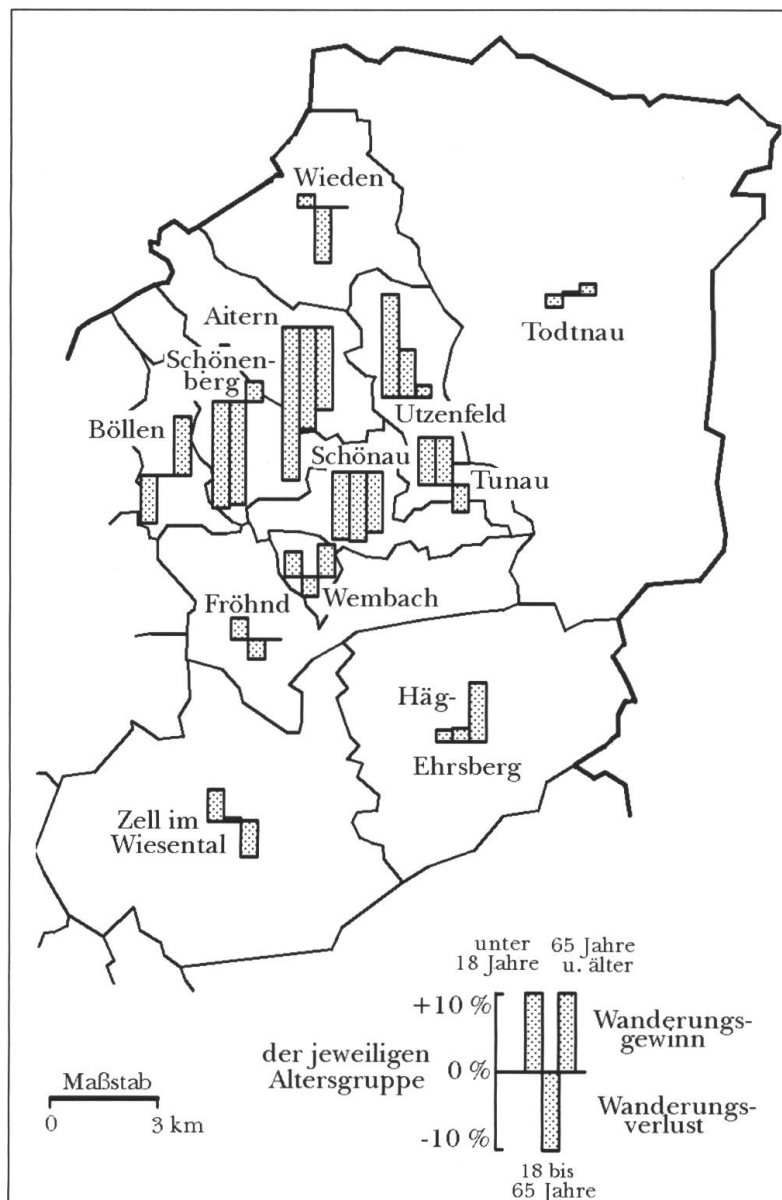 Wieden
Todtnau
Aitern
Schönen-
berg
Utzenfeld
Böllen
Schönau
Tunau
Wembach
Fröhnd
Häg-
Ehrsberg
Zell im
Wiesental
unter
18 Jahre
65 Jahre
u. älter
+10 %
0 %
-10 %
der jeweiligen
Altersgruppe
Wanderungs-
gewinn
Wanderungs-
verlust
18 bis
65 Jahre
Maßstab
0
3 km